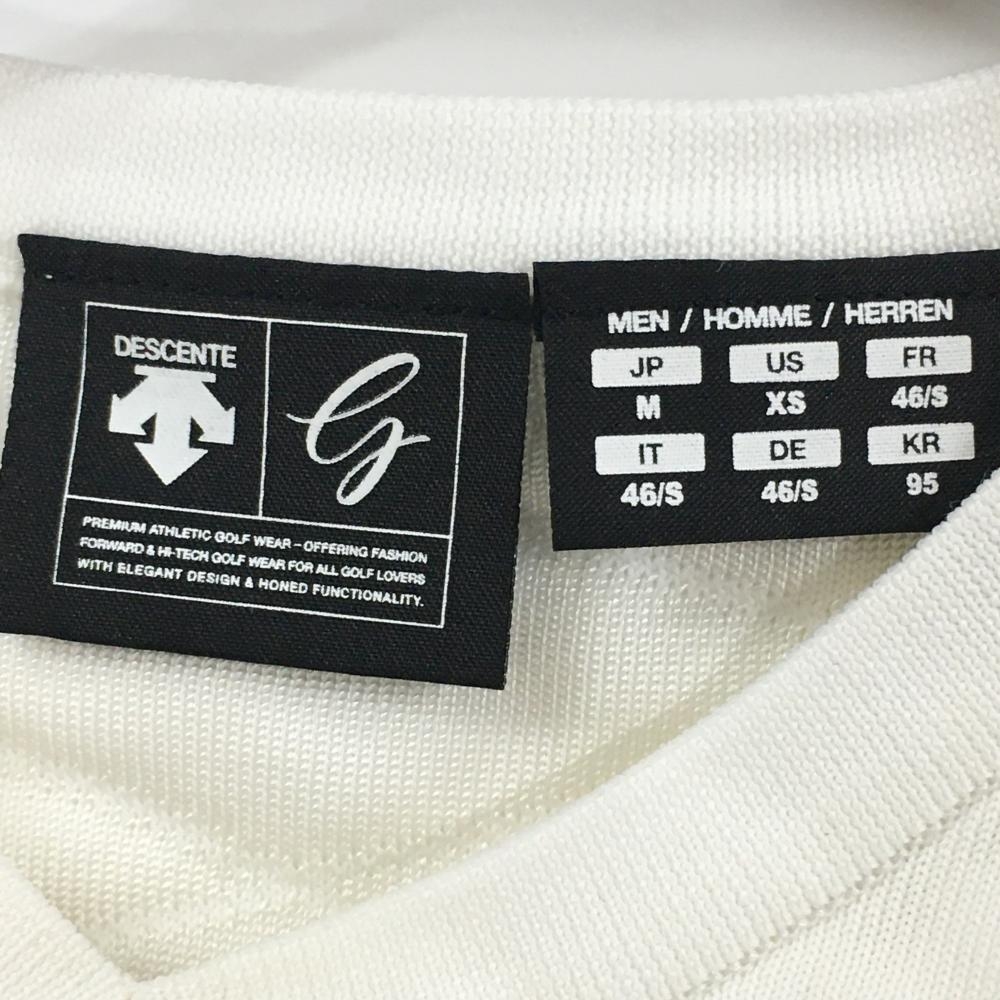 DESCENTE
G
PREMIUM ATHLETIC GOLF WEAR – OFFERING FASHION
FORWARD & HI-TECH GOLF WEAR FOR ALL GOLF LOVERS
WITH ELEGANT DESIGN & HONED FUNCTIONALITY.
MEN / HOMME / HERREN
JP US FR
M XS 46/S
IT DE KR
46/S 46/S 95